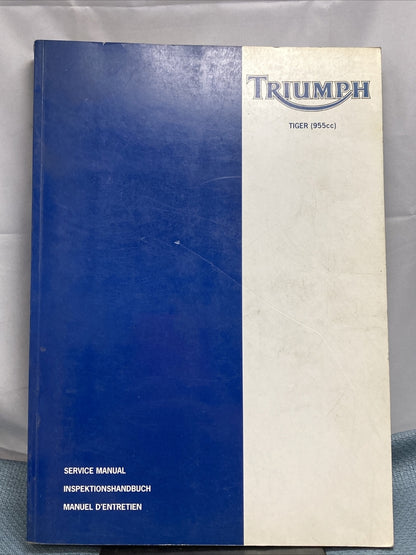 TRIUMPH
TIGER (955cc)
SERVICE MANUAL
INSPEKTIONSHANDBUCH
MANUEL D'ENTRETIEN